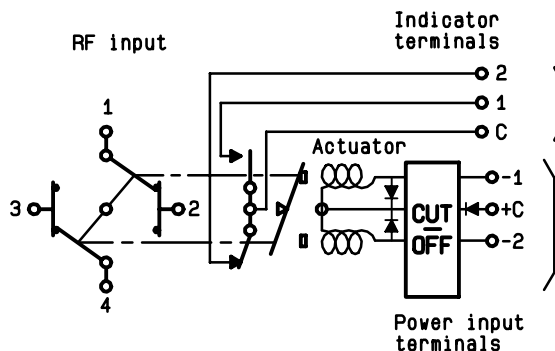 Indicator
terminals
RF input
2
1
C
1
Actuator
3
2
4
CUT
OFF
-1
+C
-2
Power input
terminals